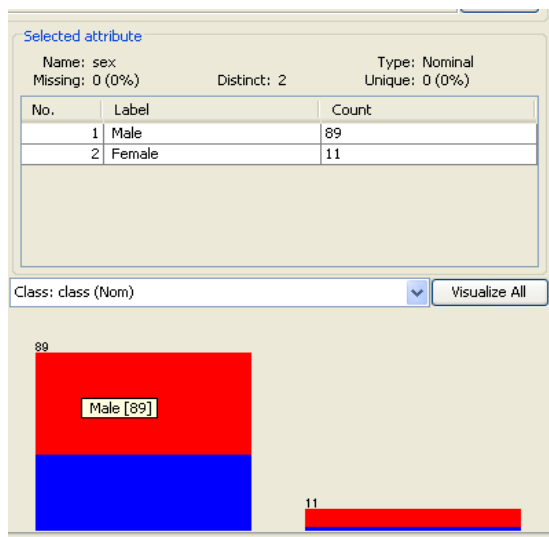 Selected attribute
Name: sex Type: Nominal
Missing: 0 (0%) Distinct: 2 Unique: 0 (0%)
No. Label Count
1 Male 89
2 Female 11
Class: class (Nom) Visualize All
89
Male [89]
11